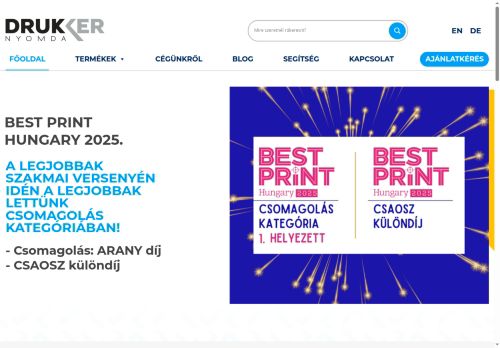 DRUKKER
NYOMDA
Mire szeretnél rákeresni?
EN DE
FŐOLDAL TERMÉKEK CÉGÜNKRŐL BLOG SEGÍTSÉG KAPCSOLAT AJÁNLATKÉRÉS
BEST PRINT
HUNGARY 2025.
A LEGJOBBAK
SZAKMAI VERSENYÉN
IDÉN A LEGJOBBAK
LETTÜNK
CSOMAGOLÁS
KATEGÓRIÁBAN!
- Csomagolás: ARANY díj
- CSAOSZ különdíj
BEST
PRINT
Hungary 2025
CSOMAGOLÁS
KATEGÓRIA
1. HELYEZETT
BEST
PRINT
Hungary 2025
CSAOSZ
KÜLÖNDÍJ